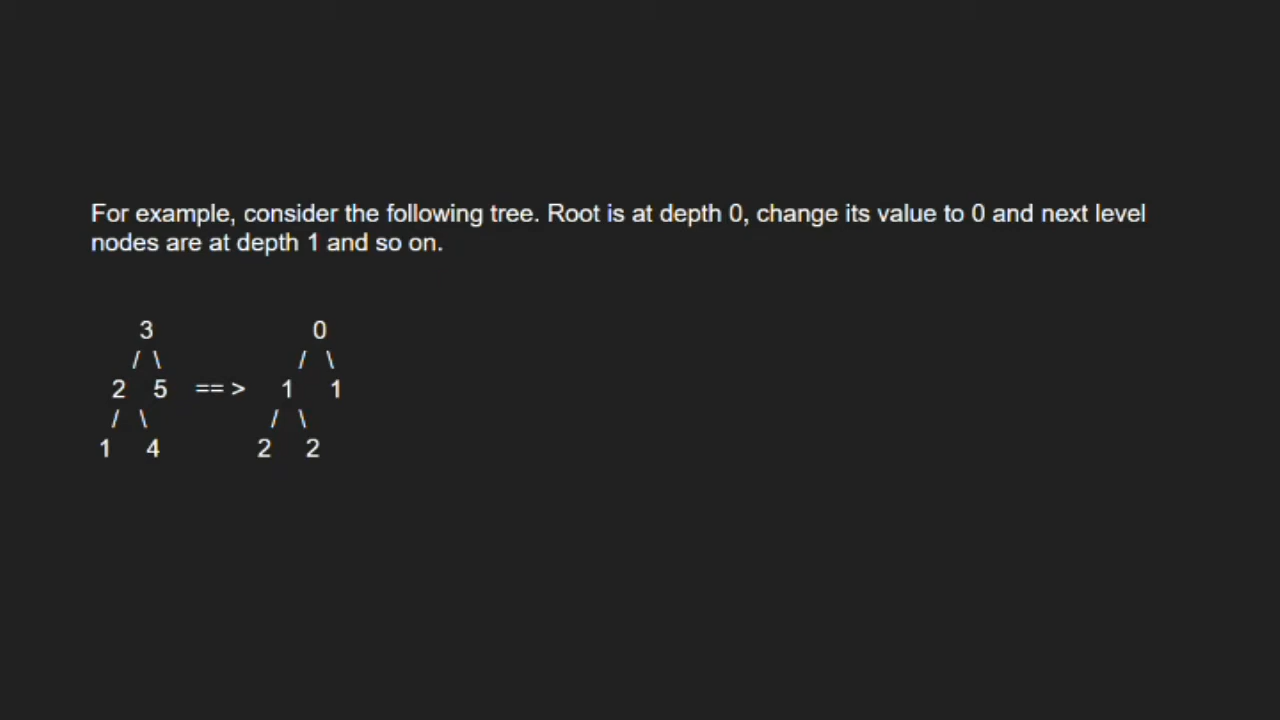 For example, consider the following tree. Root is at depth 0, change its value to 0 and next level
nodes are at depth 1 and so on.
3 0
/ \ / \
2 5 == > 1 1
/ \ / \
1 4 2 2